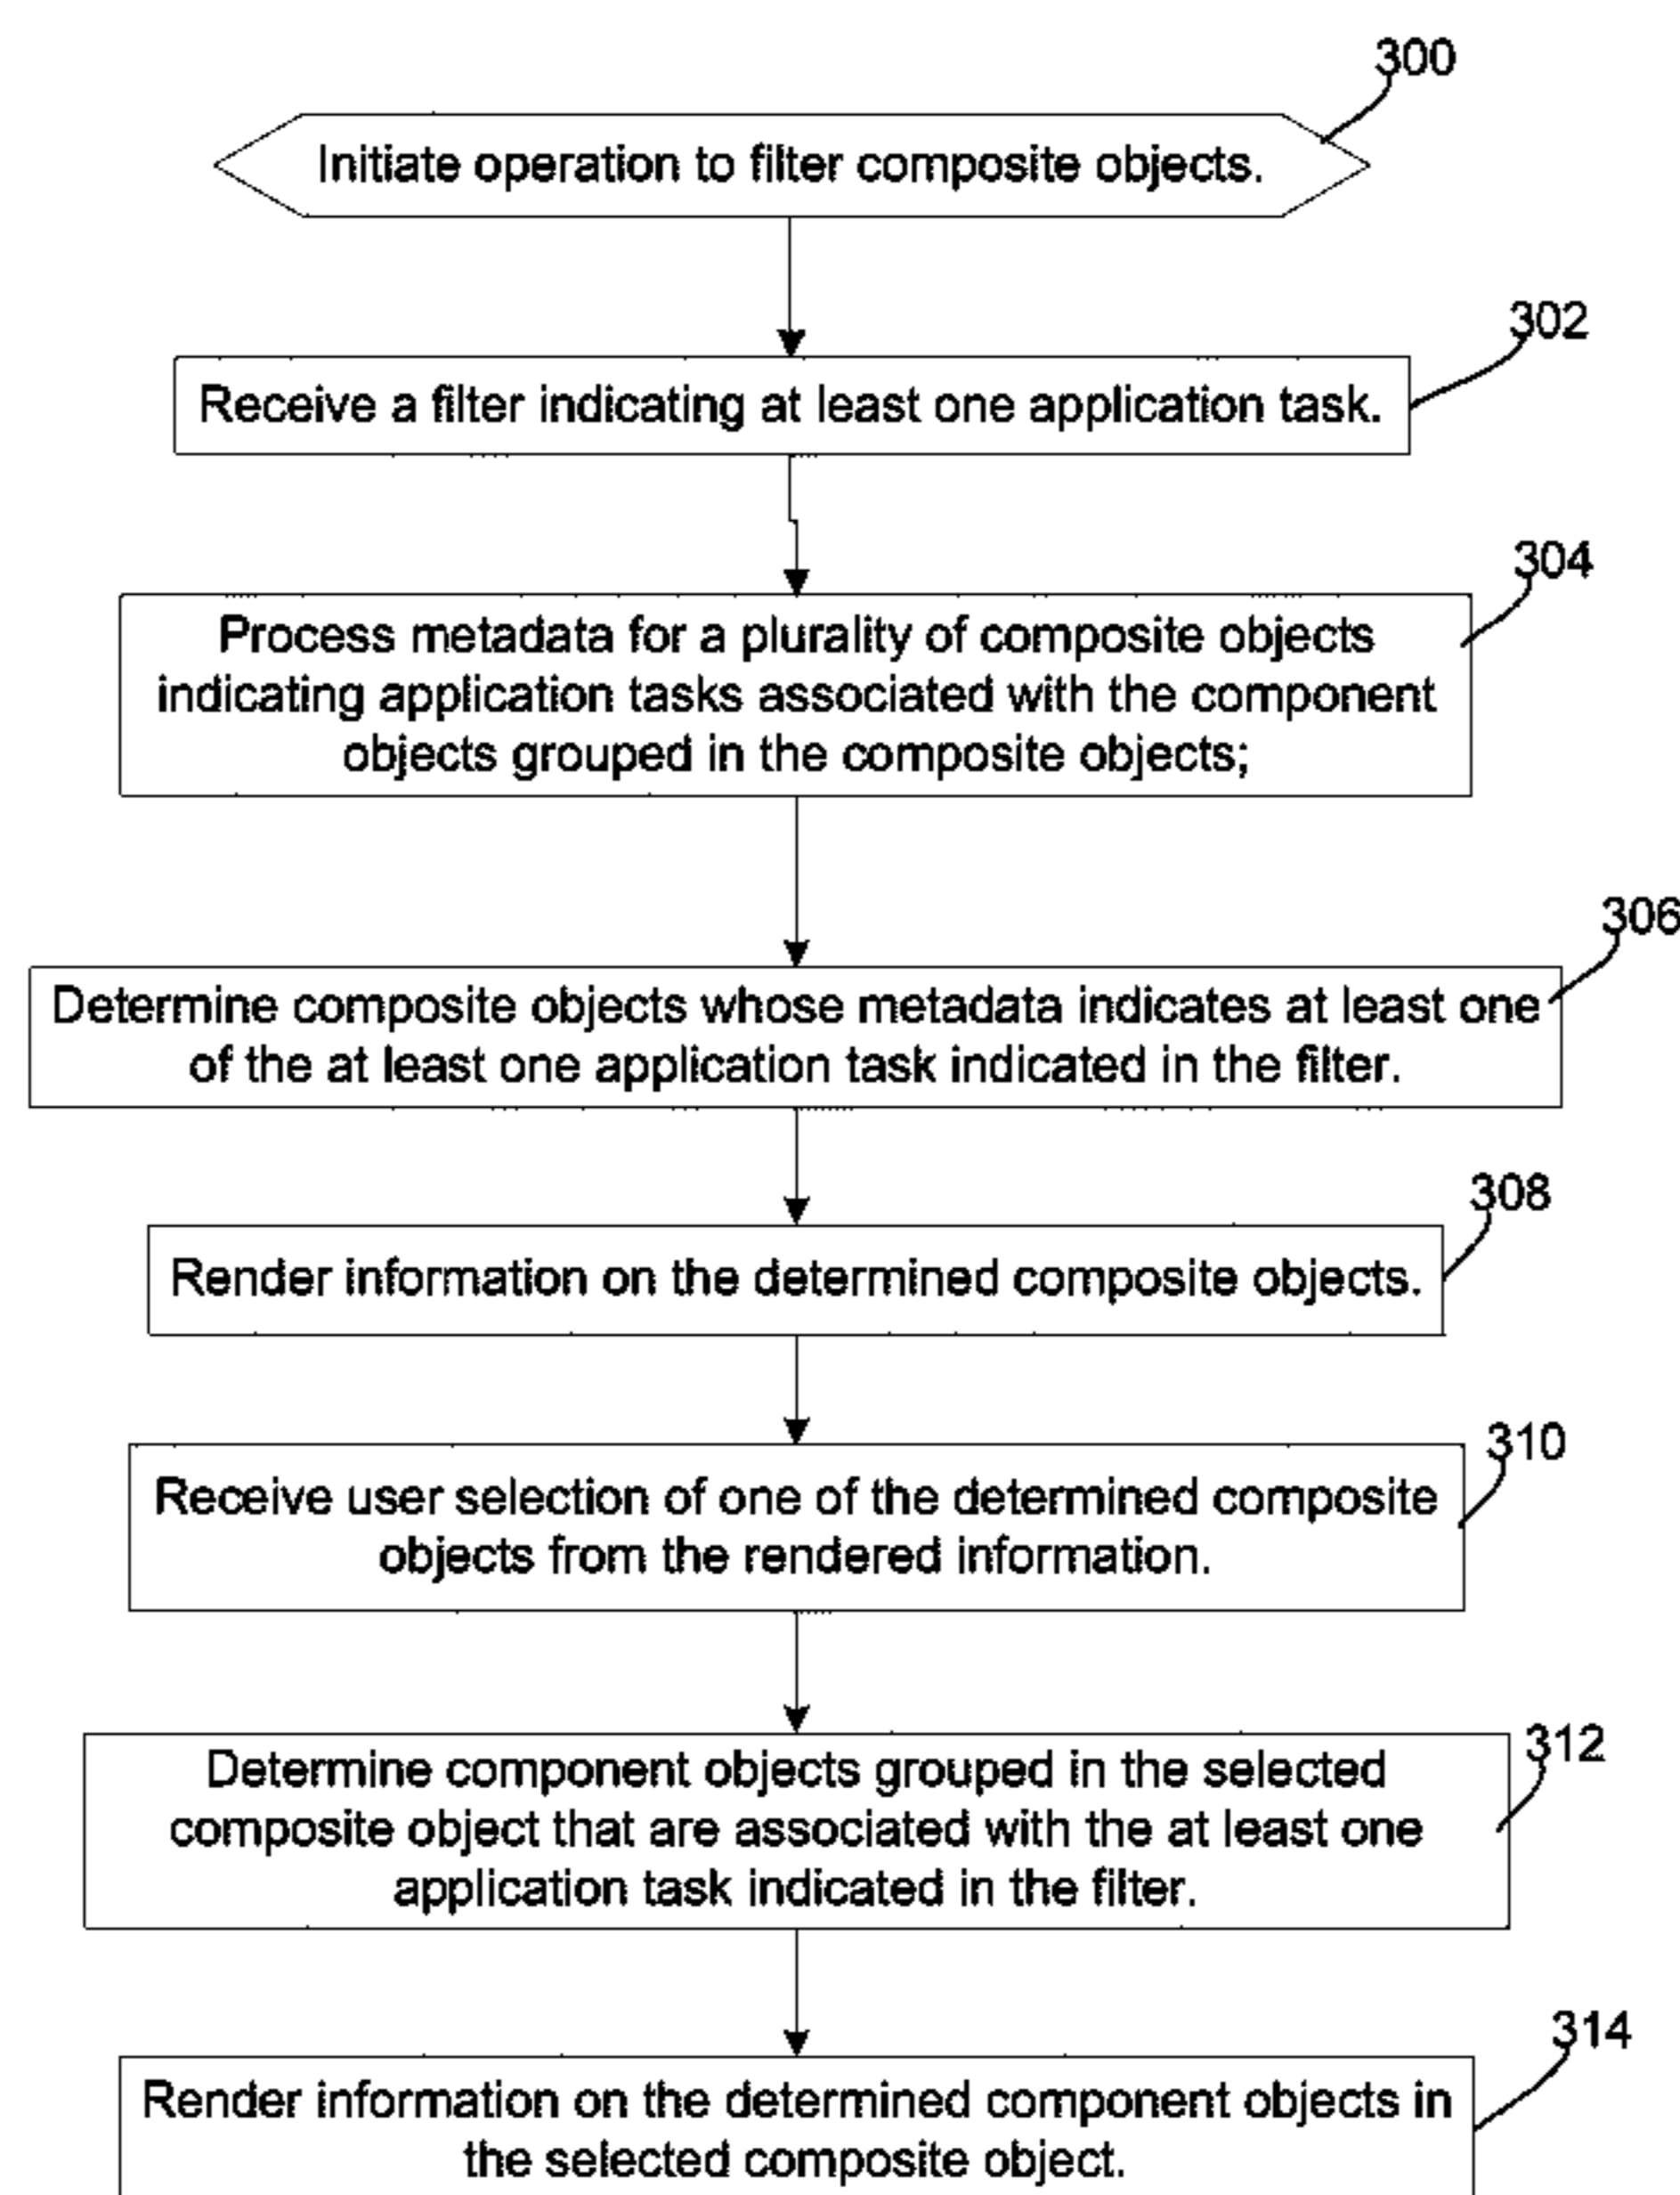 300
Initiate operation to filter composite objects.
302
Receive a filter indicating at least one application task.
304
Process metadata for a plurality of composite objects
indicating application tasks associated with the component
objects grouped in the composite objects;
306
Determine composite objects whose metadata indicates at least one
of the at least one application task indicated in the filter.
308
Render information on the determined composite objects.
310
Receive user selection of one of the determined composite
objects from the rendered information.
312
Determine component objects grouped in the selected
composite object that are associated with the at least one
application task indicated in the filter.
314
Render information on the determined component objects in
the selected composite object.